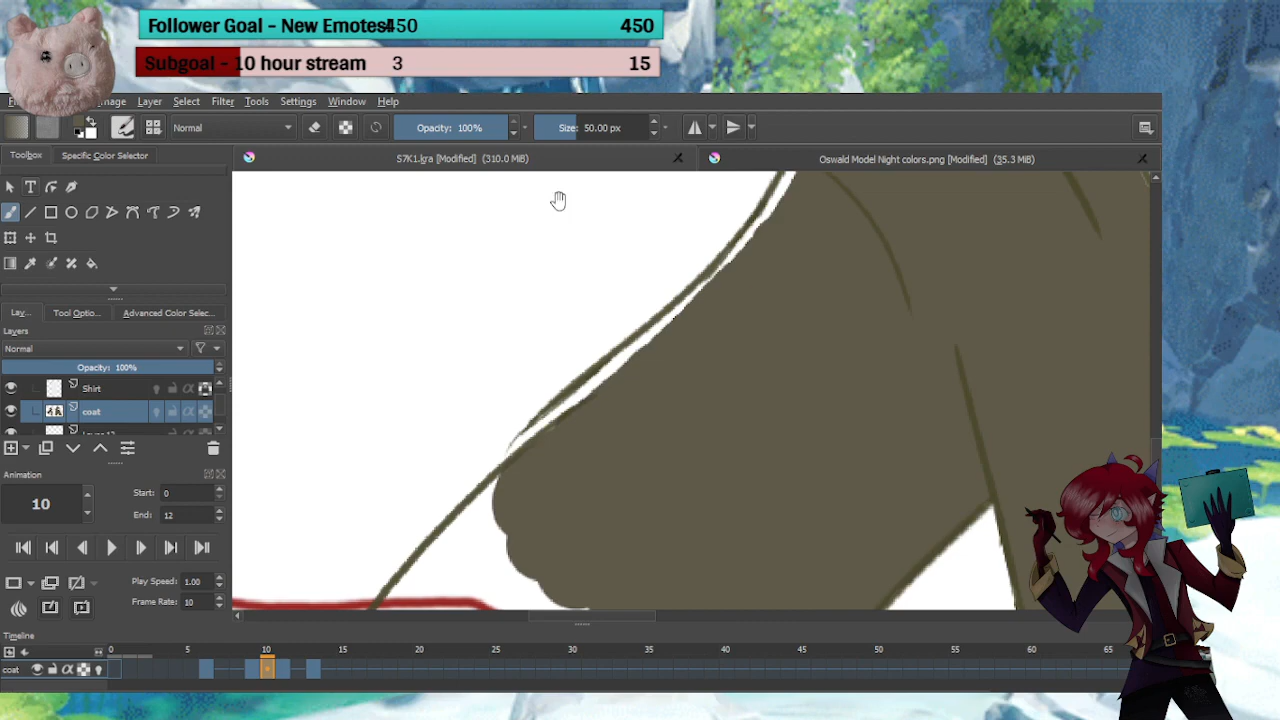 Follower Goal - New Emotes!450 450
Subgoal - 10 hour stream 3 15
Image Layer Select Filter Tools Settings Window Help
Normal Opacity: 100% Size: 50.00 px
Toolbox Specific Color Selector S7K1.kra [Modified] (310.0 MiB) Oswald Model Night colors.png [Modified] (35.3 MiB)
Lay... Tool Optio... Advanced Color Selec...
Layers
Normal
Opacity: 100%
Shirt
coat
Animation
10 Start: 0
End: 12
Play Speed: 1.00
Frame Rate: 10
Timeline
0 5 10 15 20 25 30 35 40 45 50 55 60 65
coat